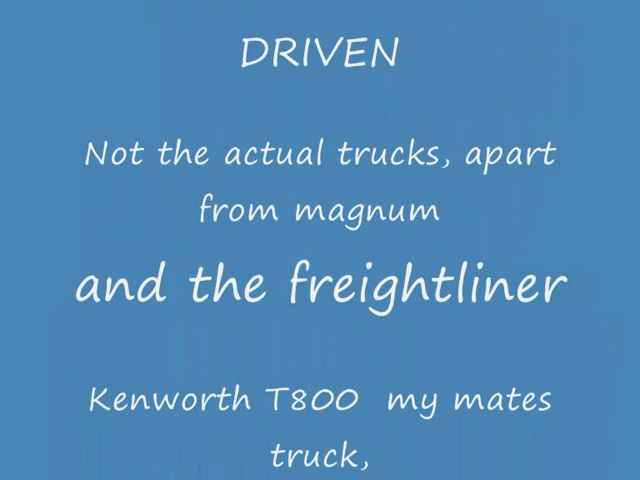 DRIVEN
Not the actual trucks, apart
from magnum
and the freightliner
Kenworth T800 my mates
truck,